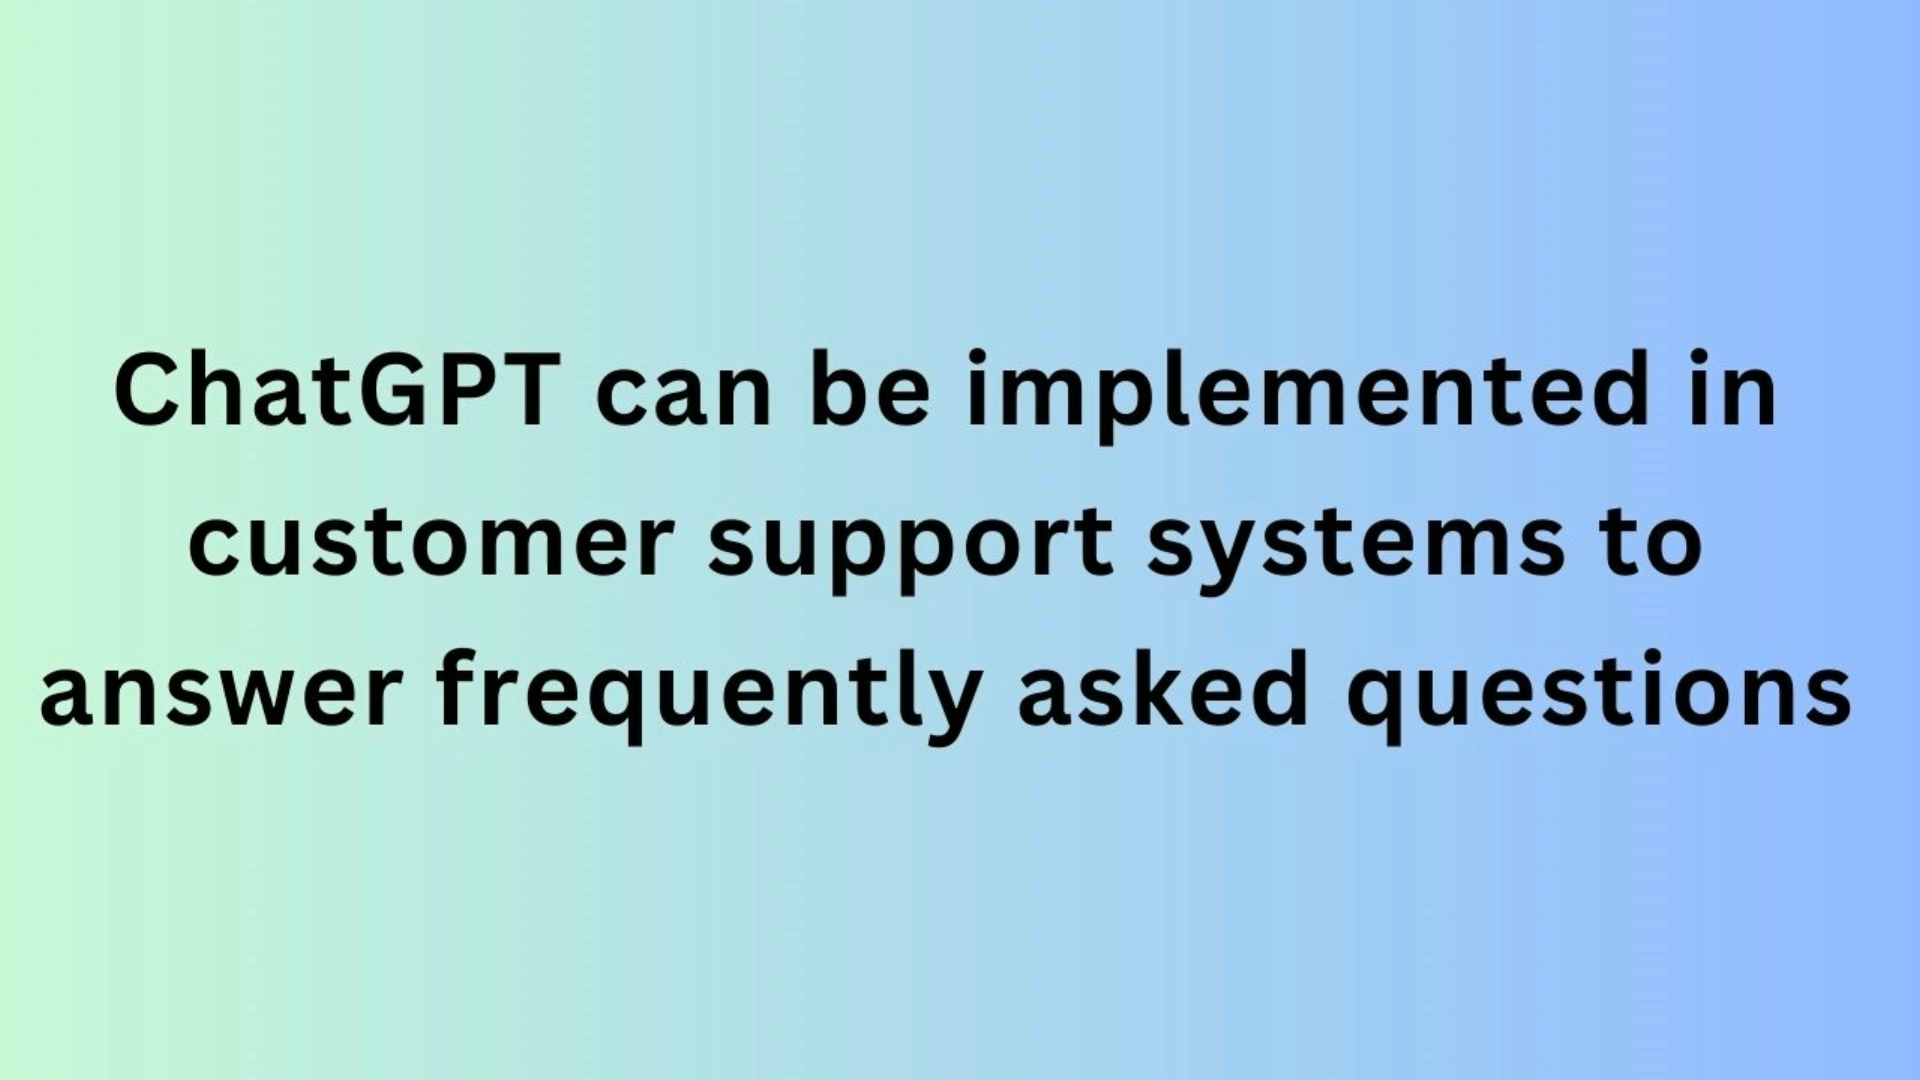 ChatGPT can be implemented in
customer support systems to
answer frequently asked questions